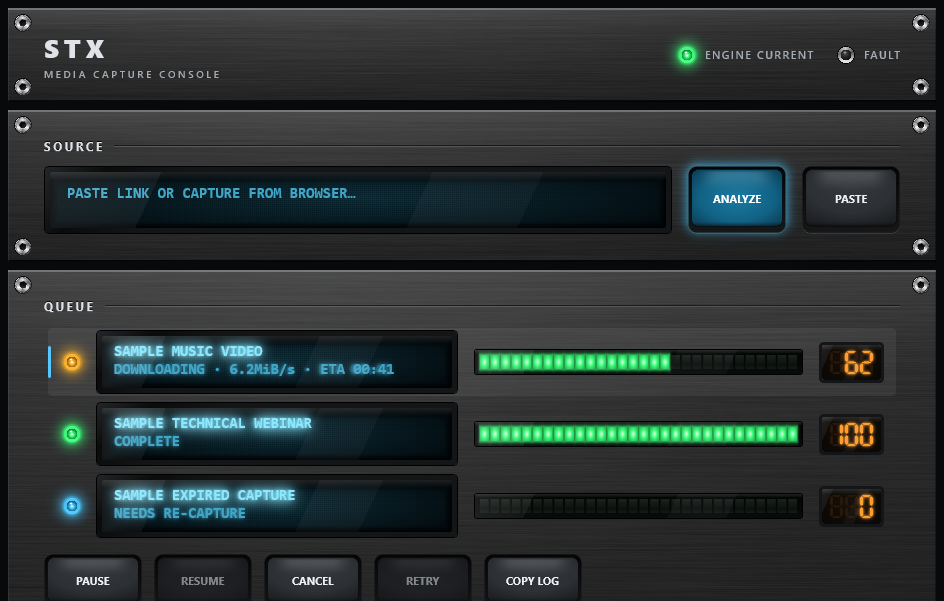 STX
MEDIA CAPTURE CONSOLE
ENGINE CURRENT
FAULT
SOURCE
PASTE LINK OR CAPTURE FROM BROWSER…
ANALYZE
PASTE
QUEUE
SAMPLE MUSIC VIDEO
DOWNLOADING · 6.2MiB/s · ETA 00:41
62
SAMPLE TECHNICAL WEBINAR
COMPLETE
100
SAMPLE EXPIRED CAPTURE
NEEDS RE-CAPTURE
0
PAUSE
RESUME
CANCEL
RETRY
COPY LOG